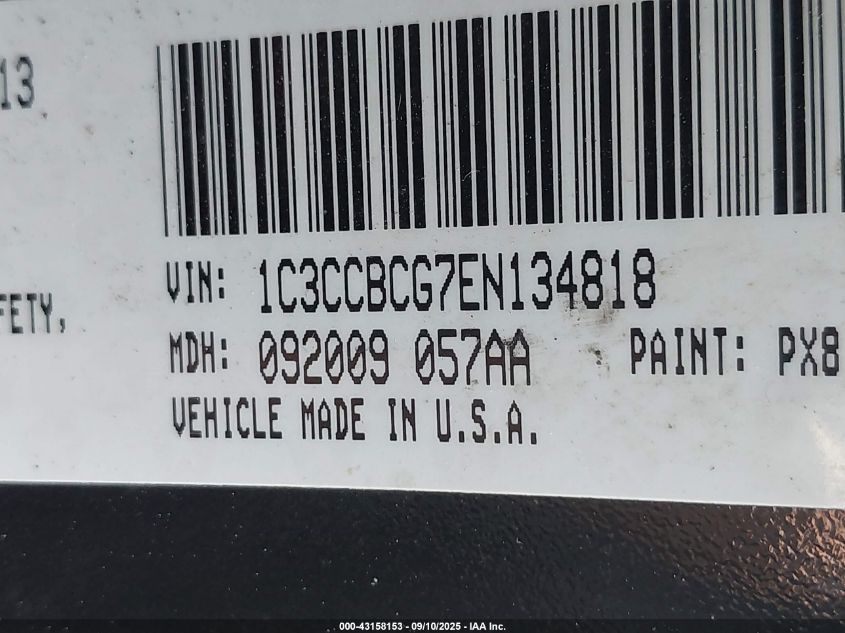 13
FETY,
VIN: 1C3CCBCG7EN134818
MDH: 092009 057AA PAINT: PX8
VEHICLE MADE IN U.S.A.
000-43158153 - 09/10/2025 - IAA Inc.